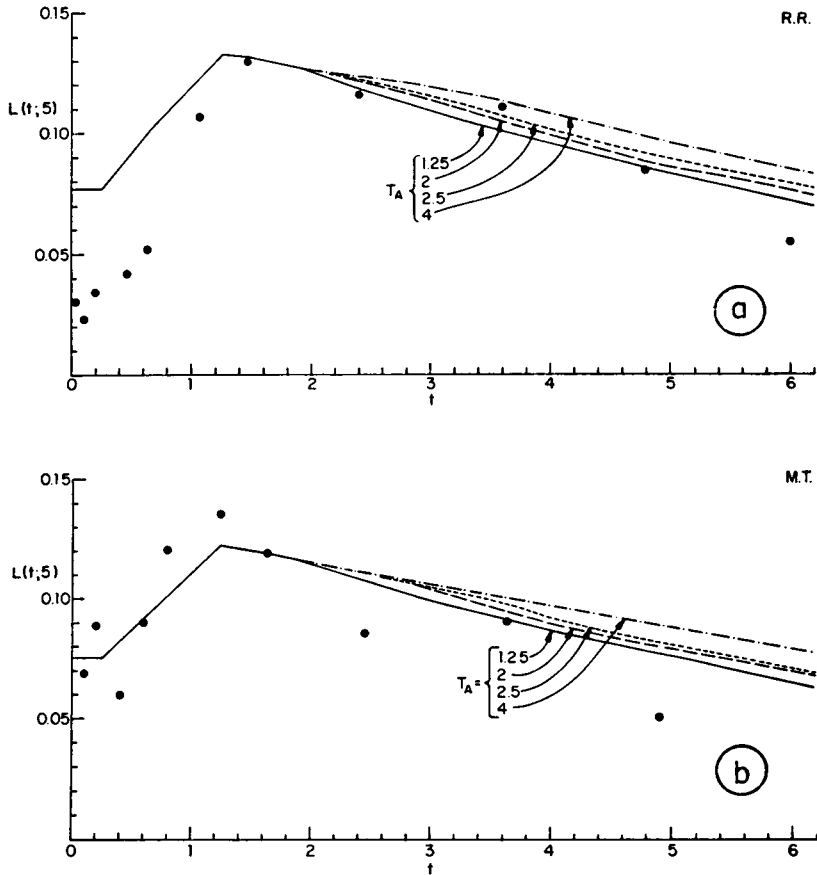 R.R.
0.15
L(t;5)
0.10
0.05
T_A { 1.25
2
2.5
4
a
0 1 2 3 4 5 6
t
M.T.
0.15
L(t;5)
0.10
0.05
T_A = { 1.25
2
2.5
4
b
0 1 2 3 4 5 6
t